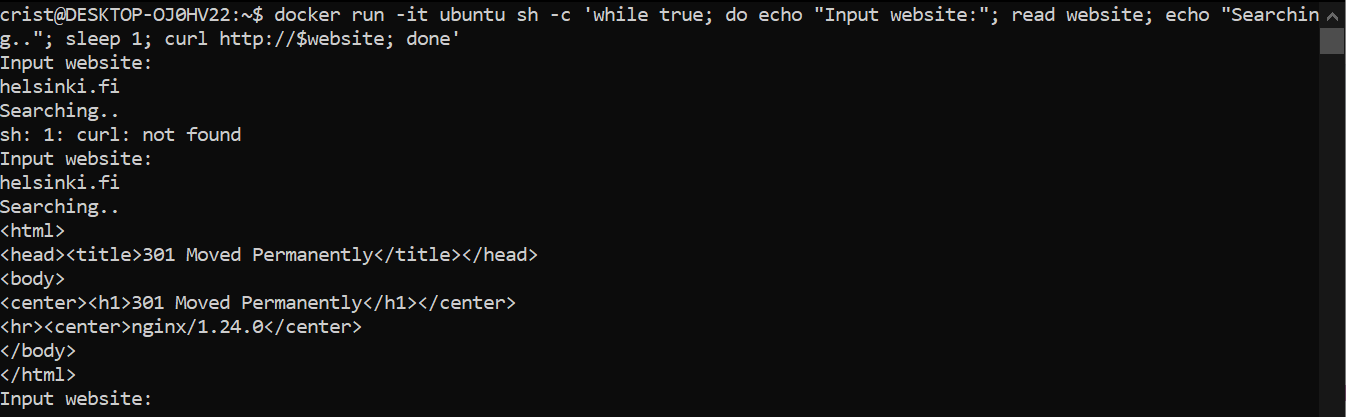 crist@DESKTOP-OJ0HV22:~$ docker run -it ubuntu sh -c 'while true; do echo "Input website:"; read website; echo "Searchin
g.."; sleep 1; curl http://$website; done'
Input website:
helsinki.fi
Searching..
sh: 1: curl: not found
Input website:
helsinki.fi
Searching..
<html>
<head><title>301 Moved Permanently</title></head>
<body>
<center><h1>301 Moved Permanently</h1></center>
<hr><center>nginx/1.24.0</center>
</body>
</html>
Input website: